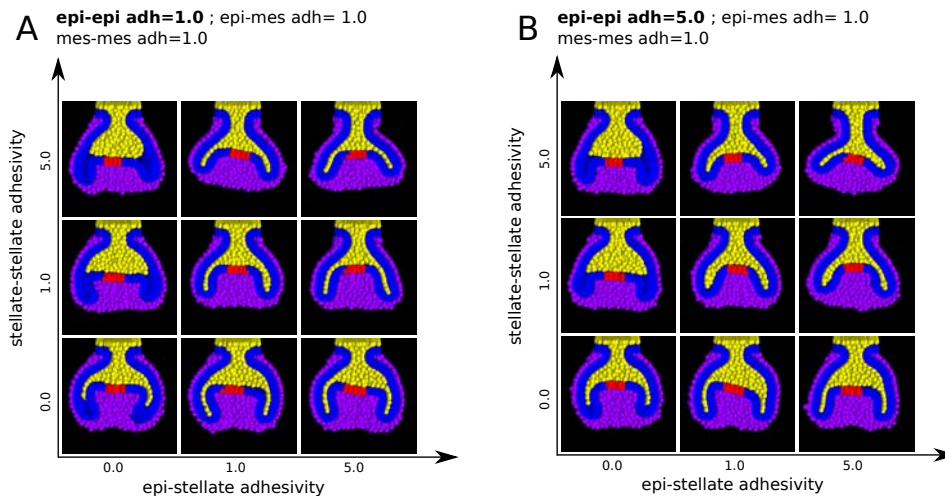 A
epi-epi adh=1.0 ; epi-mes adh= 1.0
mes-mes adh=1.0
stellate-stellate adhesivity
5.0
1.0
0.0
0.0 1.0 5.0
epi-stellate adhesivity
B
epi-epi adh=5.0 ; epi-mes adh= 1.0
mes-mes adh=1.0
stellate-stellate adhesivity
5.0
1.0
0.0
0.0 1.0 5.0
epi-stellate adhesivity